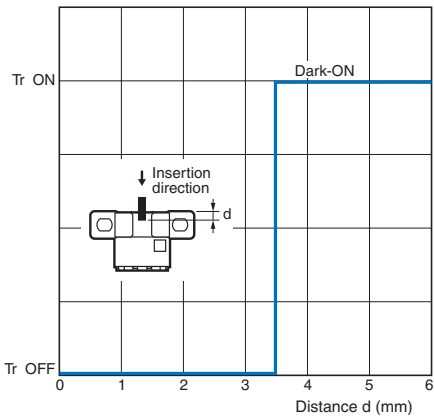 Tr ON
Dark-ON
Insertion
direction
d
Tr OFF
0 1 2 3 4 5 6
Distance d (mm)